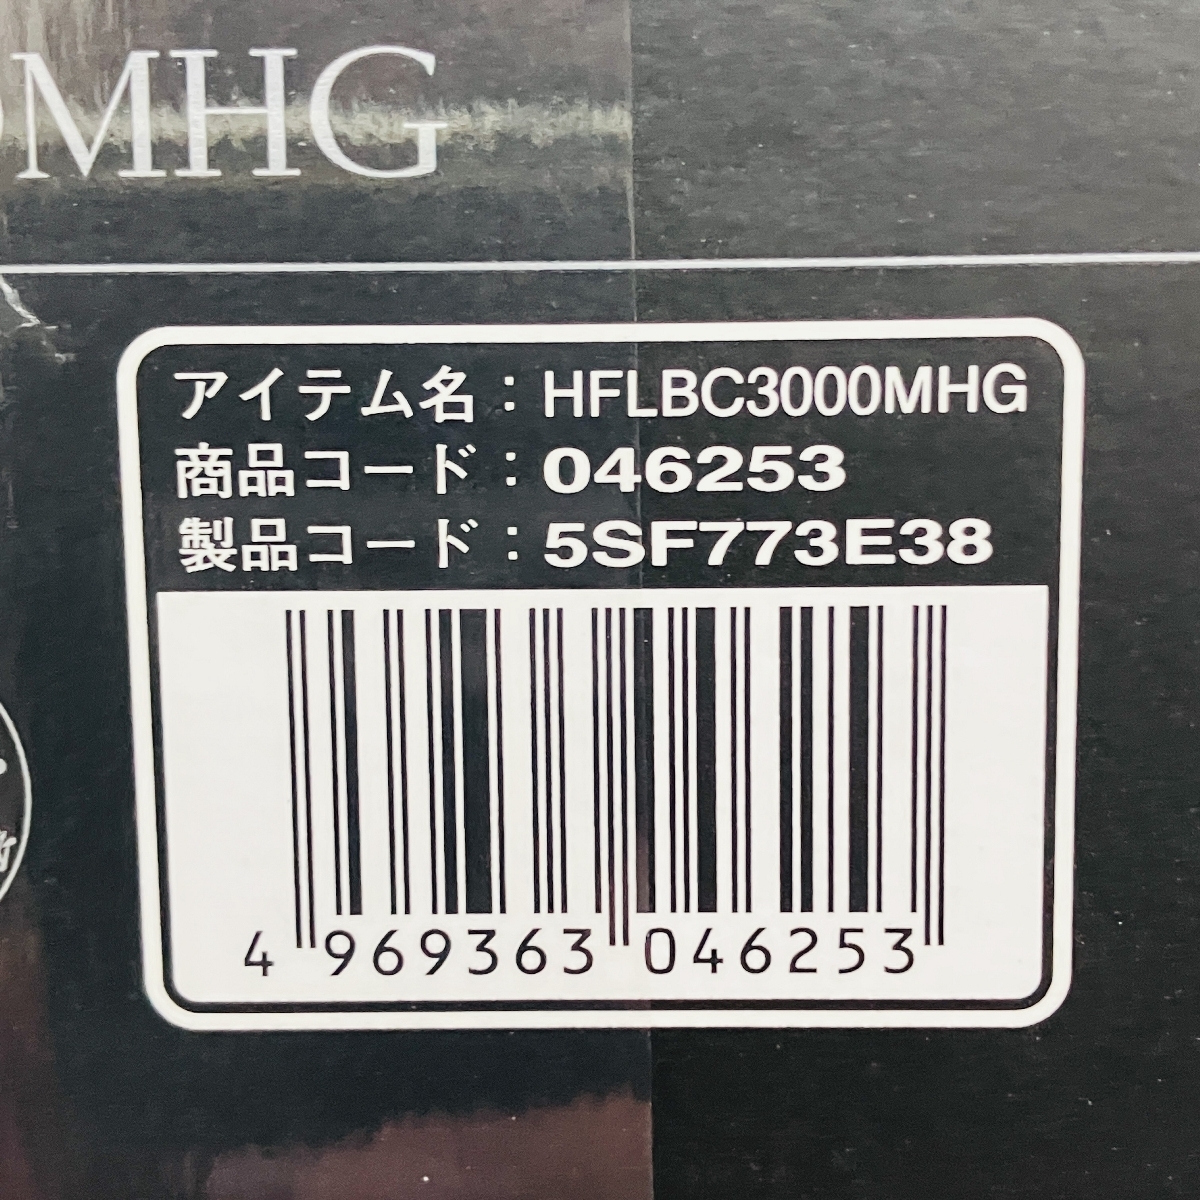 MHG
アイテム名：HFLBC3000MHG
商品コード：046253
製品コード：5SF773E38
4 969363 046253